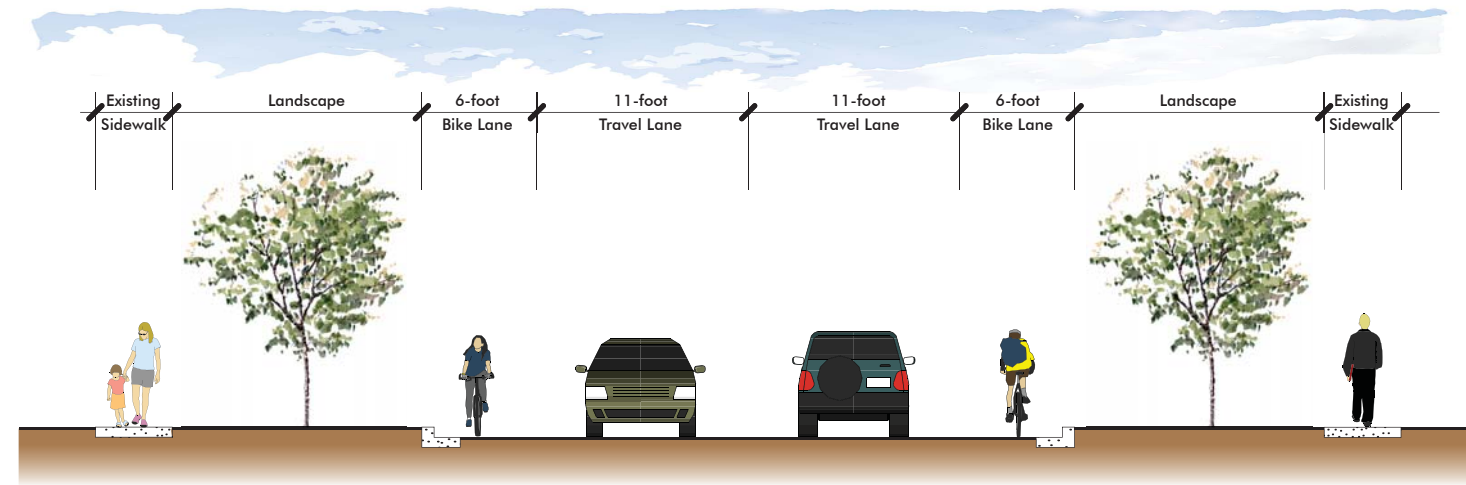 Existing
Sidewalk
Landscape
6-foot
Bike Lane
11-foot
Travel Lane
11-foot
Travel Lane
6-foot
Bike Lane
Landscape
Existing
Sidewalk